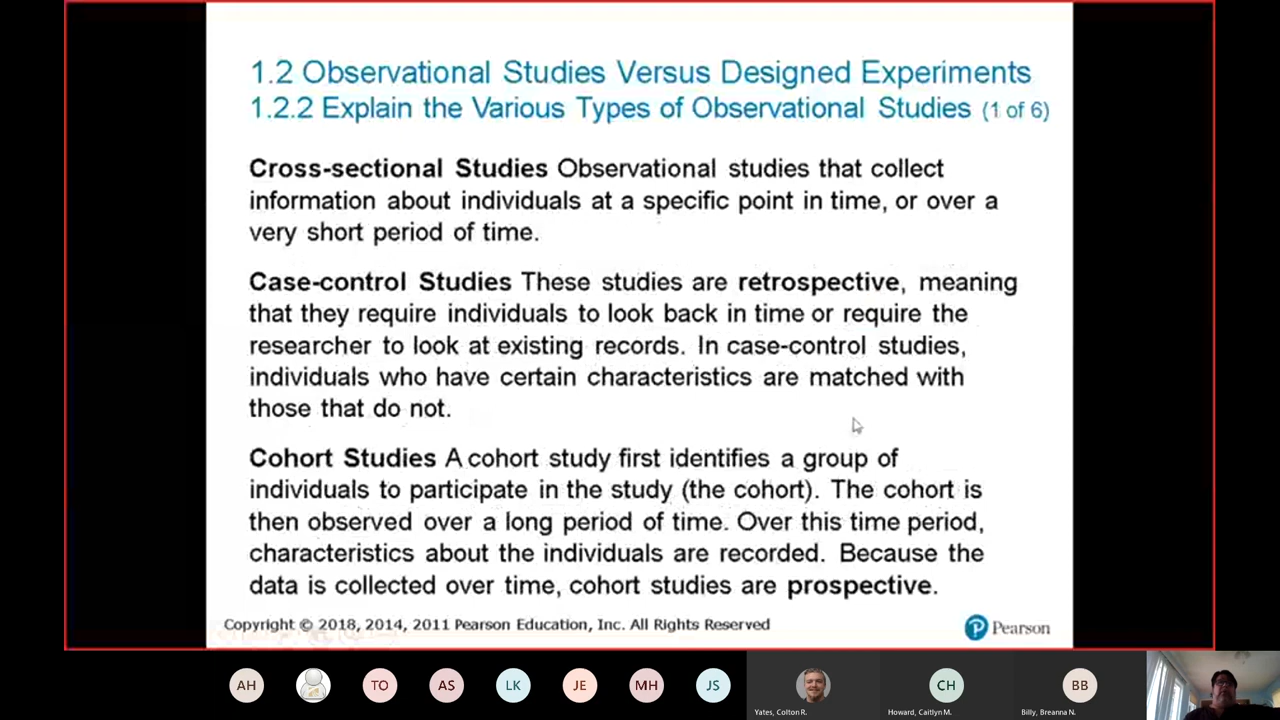 1.2 Observational Studies Versus Designed Experiments
1.2.2 Explain the Various Types of Observational Studies (1 of 6)
Cross-sectional Studies Observational studies that collect
information about individuals at a specific point in time, or over a
very short period of time.
Case-control Studies These studies are retrospective, meaning
that they require individuals to look back in time or require the
researcher to look at existing records. In case-control studies,
individuals who have certain characteristics are matched with
those that do not.
Cohort Studies A cohort study first identifies a group of
individuals to participate in the study (the cohort). The cohort is
then observed over a long period of time. Over this time period,
characteristics about the individuals are recorded. Because the
data is collected over time, cohort studies are prospective.
Copyright © 2018, 2014, 2011 Pearson Education, Inc. All Rights Reserved
P Pearson
AH TO AS LK JE MH JS CH BB
Yates, Colton R. Howard, Caitlyn M. Billy, Breanna N.